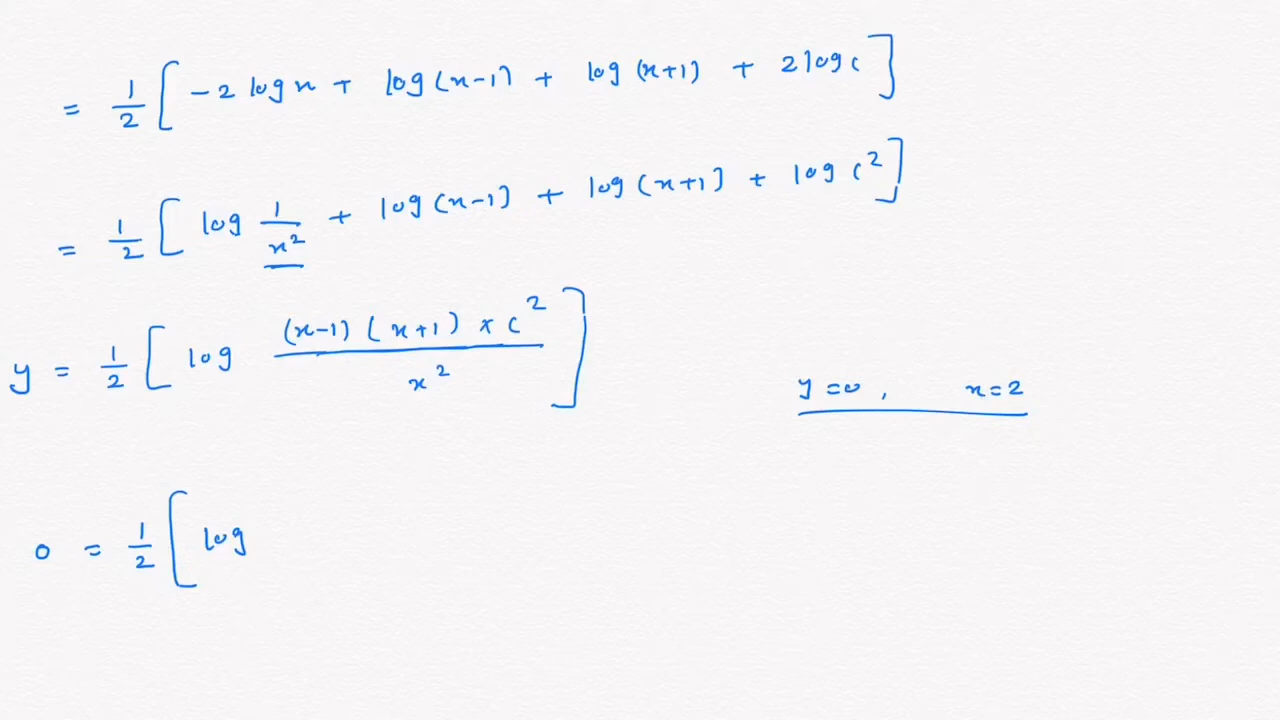 = 1/2 [ -2 log x + log (x-1) + log (x+1) + 2 log c ]
= 1/2 [ log 1/x² + log (x-1) + log (x+1) + log c² ]
y = 1/2 [ log (x-1) (x+1) × c² / x² ]
y = 0 , x = 2
0 = 1/2 [ log